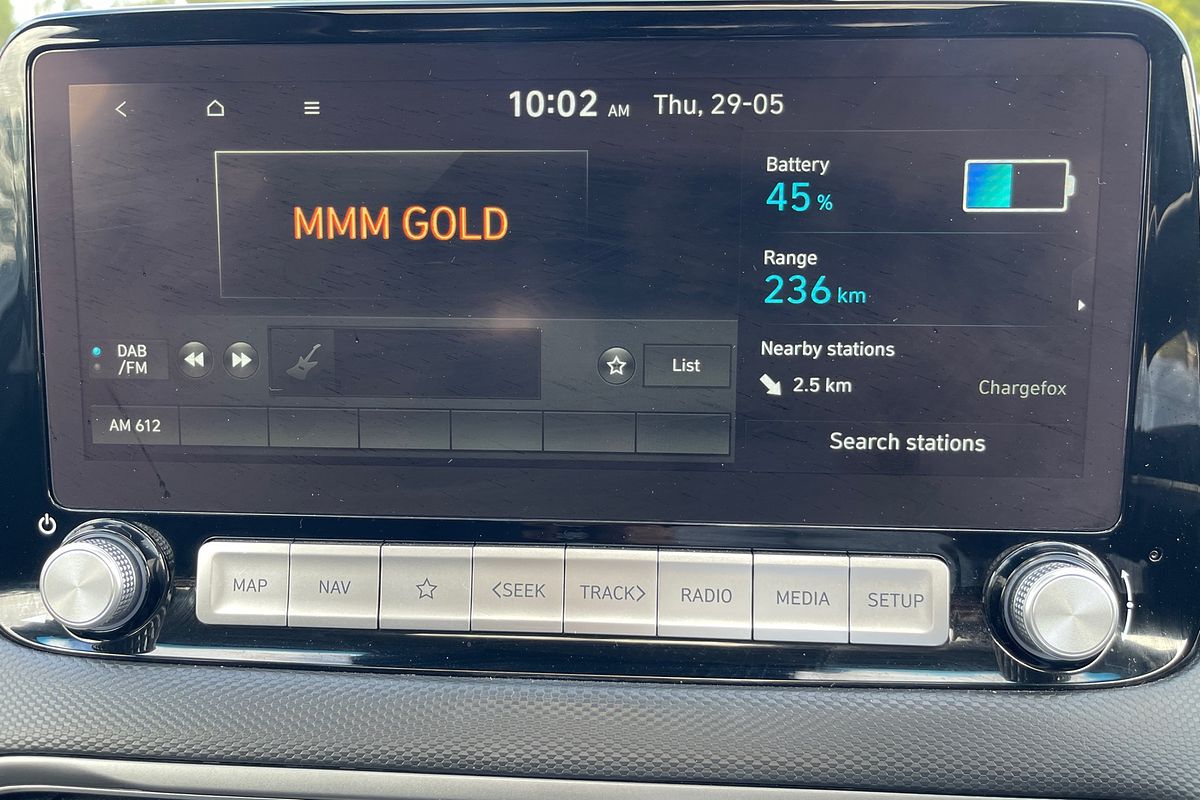 10:02 AM Thu, 29-05
MMM GOLD
DAB
/FM
List
AM 612
Battery
45 %
Range
236 km
Nearby stations
2.5 km Chargefox
Search stations
MAP NAV <SEEK TRACK> RADIO MEDIA SETUP